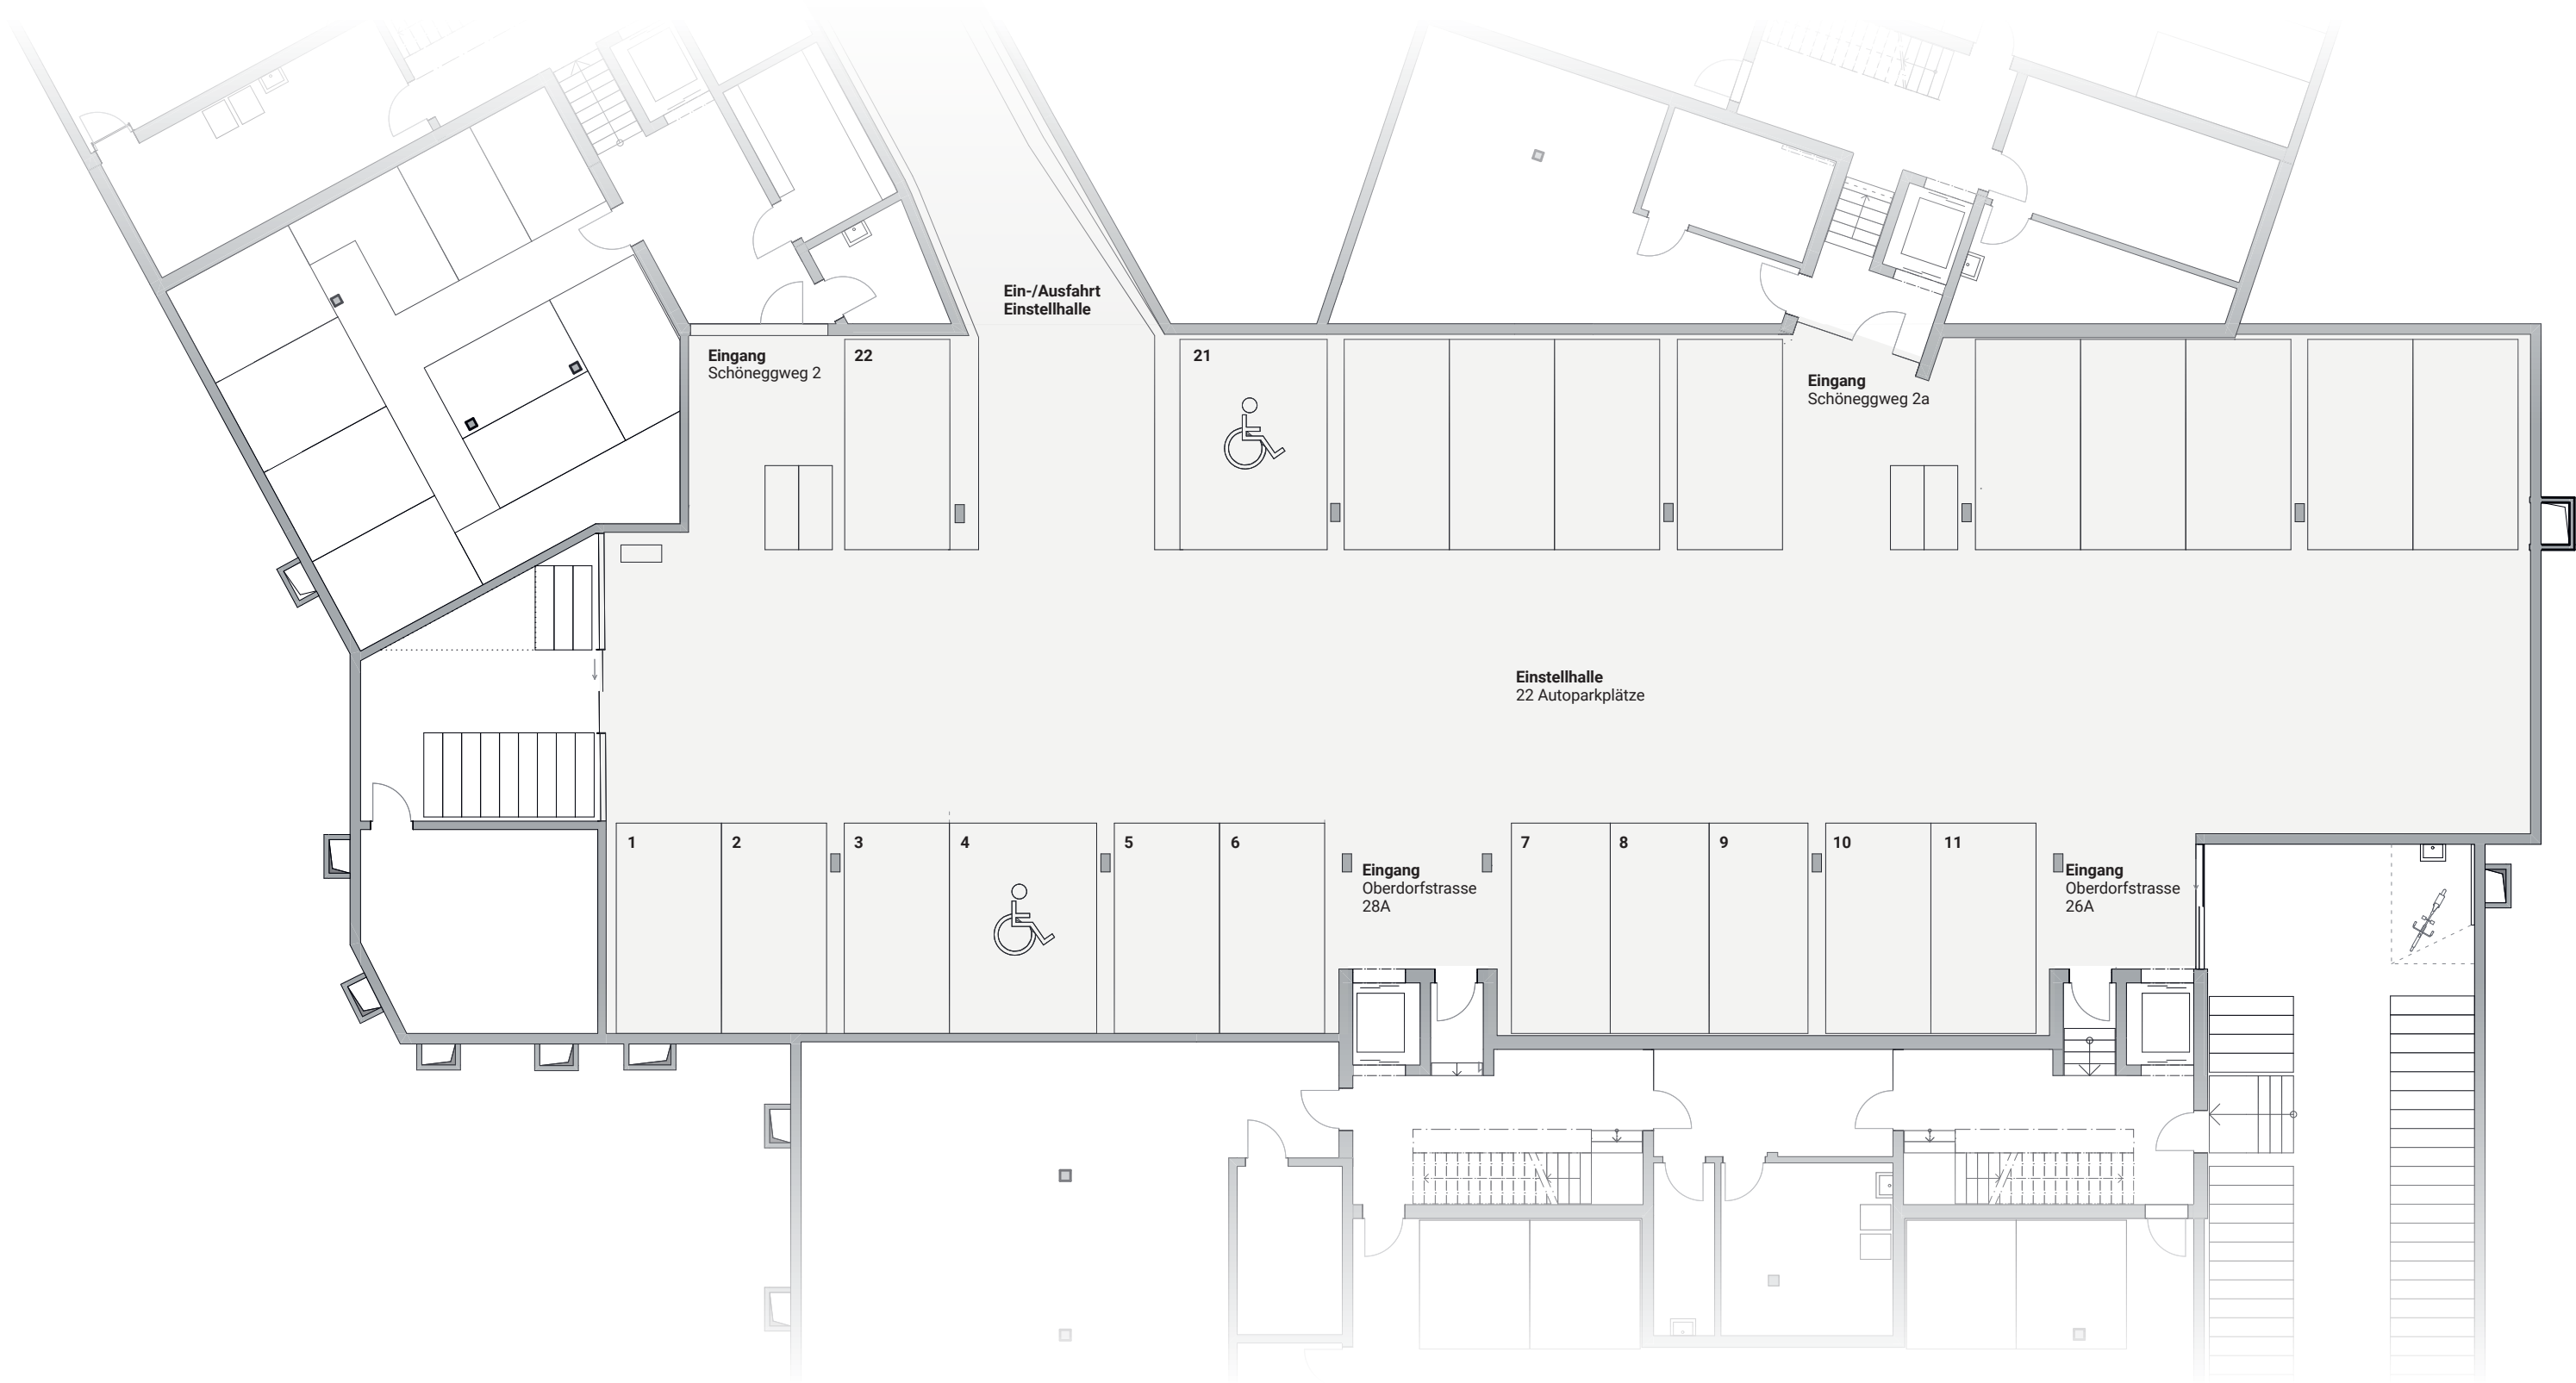 Ein-/Ausfahrt
Einstellhalle
Eingang
Schöneggweg 2
22
21
Eingang
Schöneggweg 2a
Einstellhalle
22 Autoparkplätze
1
2
3
4
5
6
Eingang
Oberdorfstrasse
28A
7
8
9
10
11
Eingang
Oberdorfstrasse
26A